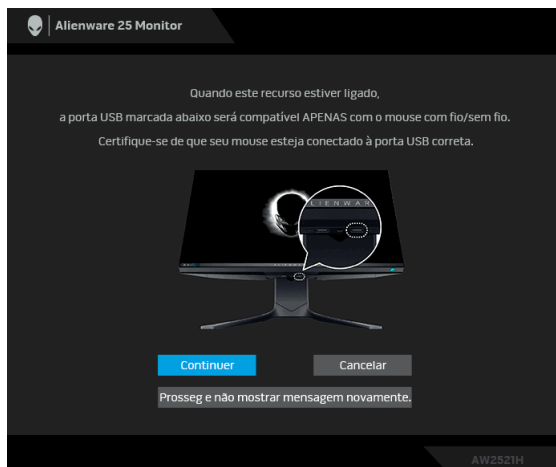 Alienware 25 Monitor
Quando este recurso estiver ligado,
a porta USB marcada abaixo será compatível APENAS com o mouse com fio/sem fio.
Certifique-se de que seu mouse esteja conectado à porta USB correta.
LIENWAR
Continuer
Cancelar
Prosseg e não mostrar mensagem novamente.
AW2521H